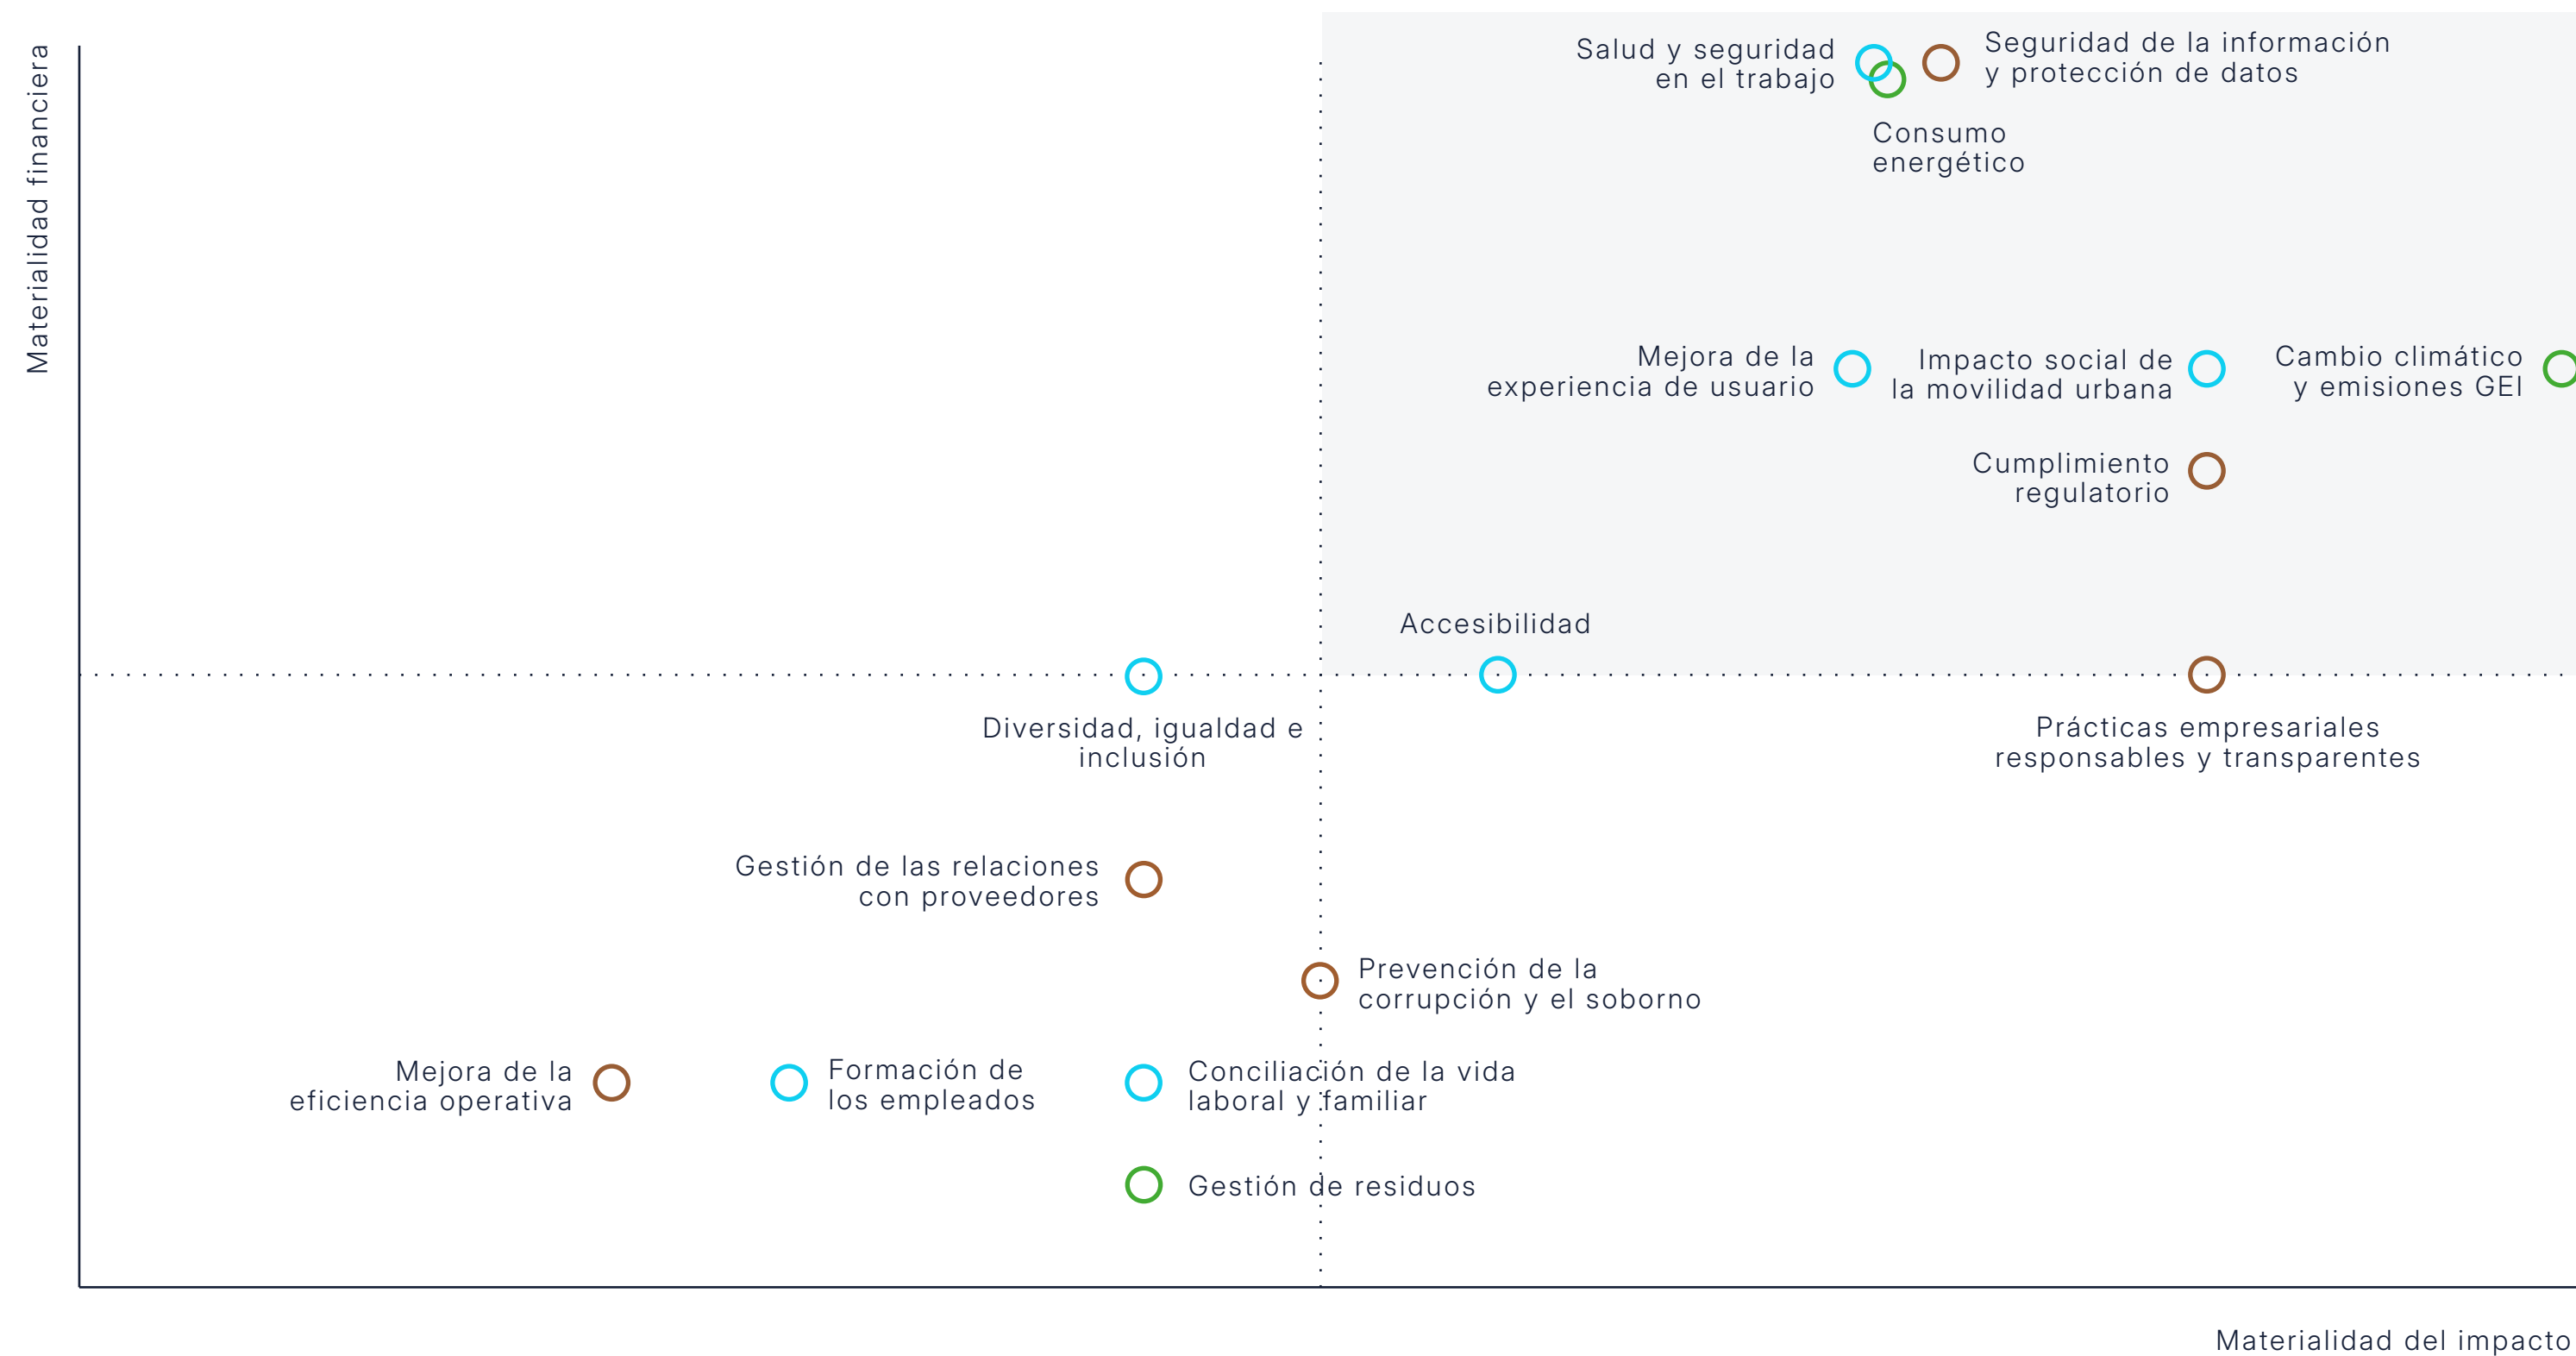 Materialidad financiera
Salud y seguridad
en el trabajo
Seguridad de la información
y protección de datos
Consumo
energético
Mejora de la
experiencia de usuario
Impacto social de
la movilidad urbana
Cambio climático
y emisiones GEI
Cumplimiento
regulatorio
Accesibilidad
Diversidad, igualdad e
inclusión
Prácticas empresariales
responsables y transparentes
Gestión de las relaciones
con proveedores
Prevención de la
corrupción y el soborno
Mejora de la
eficiencia operativa
Formación de
los empleados
Conciliación de la vida
laboral y familiar
Gestión de residuos
Materialidad del impacto